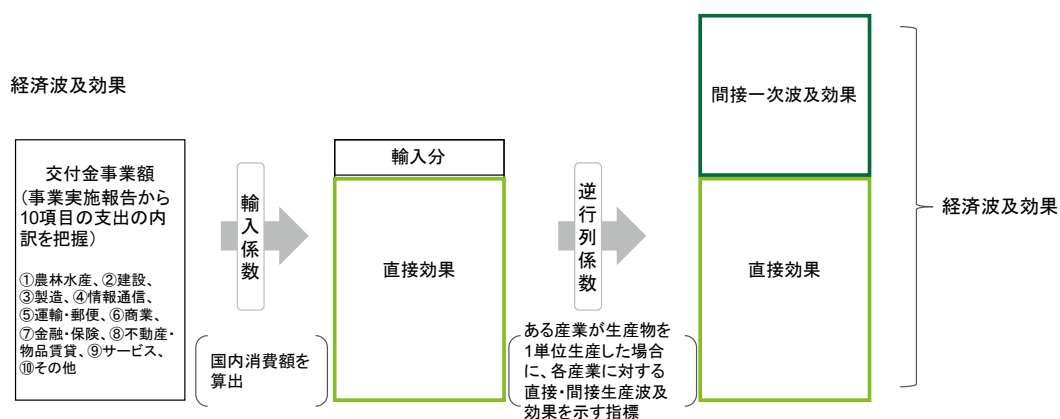 経済波及効果
交付金事業額
(事業実施報告から
10項目の支出の内
訳を把握)
①農林水産、②建設、
③製造、④情報通信、
⑤運輸・郵便、⑥商業、
⑦金融・保険、⑧不動産・
物品賃貸、⑨サービス、
⑩その他
輸入係数
国内消費額を
算出
輸入分
直接効果
逆行列係数
ある産業が生産物を
1単位生産した場合
に、各産業に対する
直接・間接生産波及
効果を示す指標
間接一次波及効果
直接効果
経済波及効果